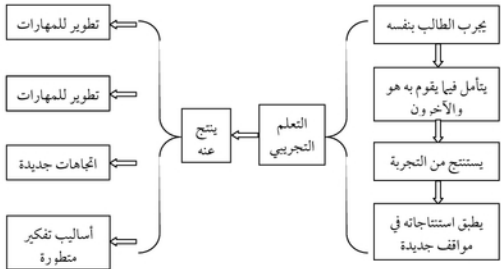 يجرب الطالب بنفسه
يتأمل فيما يقوم به هو
والآخرون
يستنتج من التجربة
يطبق استنتاجاته في
مواقف جديدة
التعلم
التجريبي
ينتج
عنه
تطوير للمهارات
تطوير للمهارات
اتجاهات جديدة
أساليب تفكير
متطورة